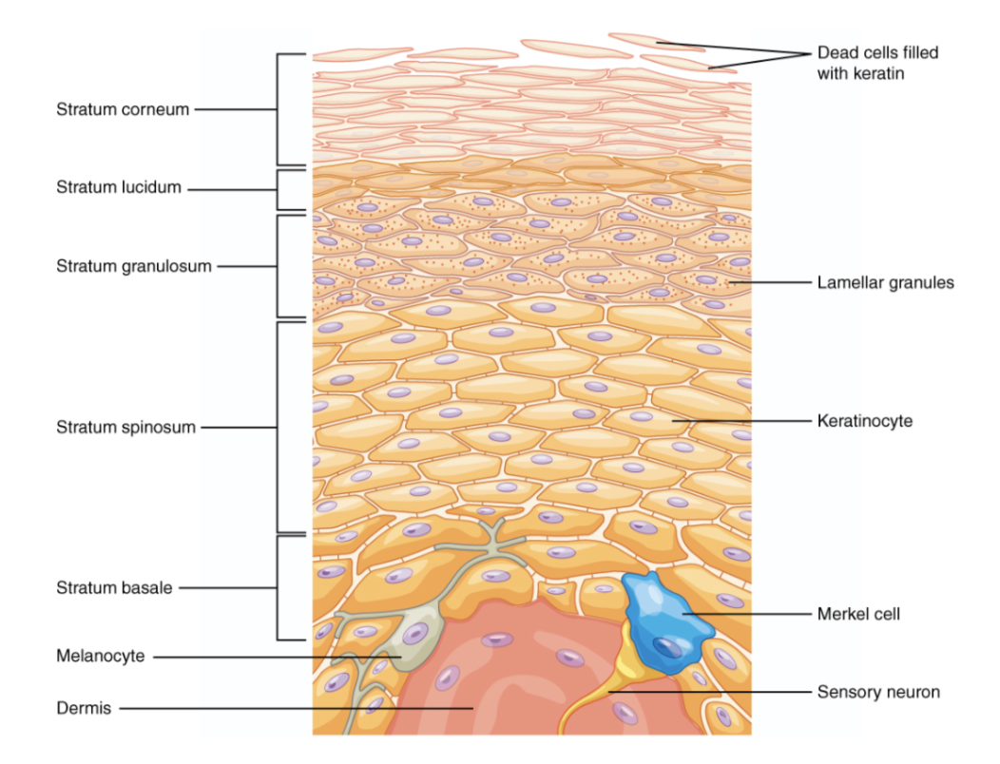 Dead cells filled
with keratin
Stratum corneum
Stratum lucidum
Stratum granulosum
Lamellar granules
Stratum spinosum
Keratinocyte
Stratum basale
Merkel cell
Melanocyte
Sensory neuron
Dermis